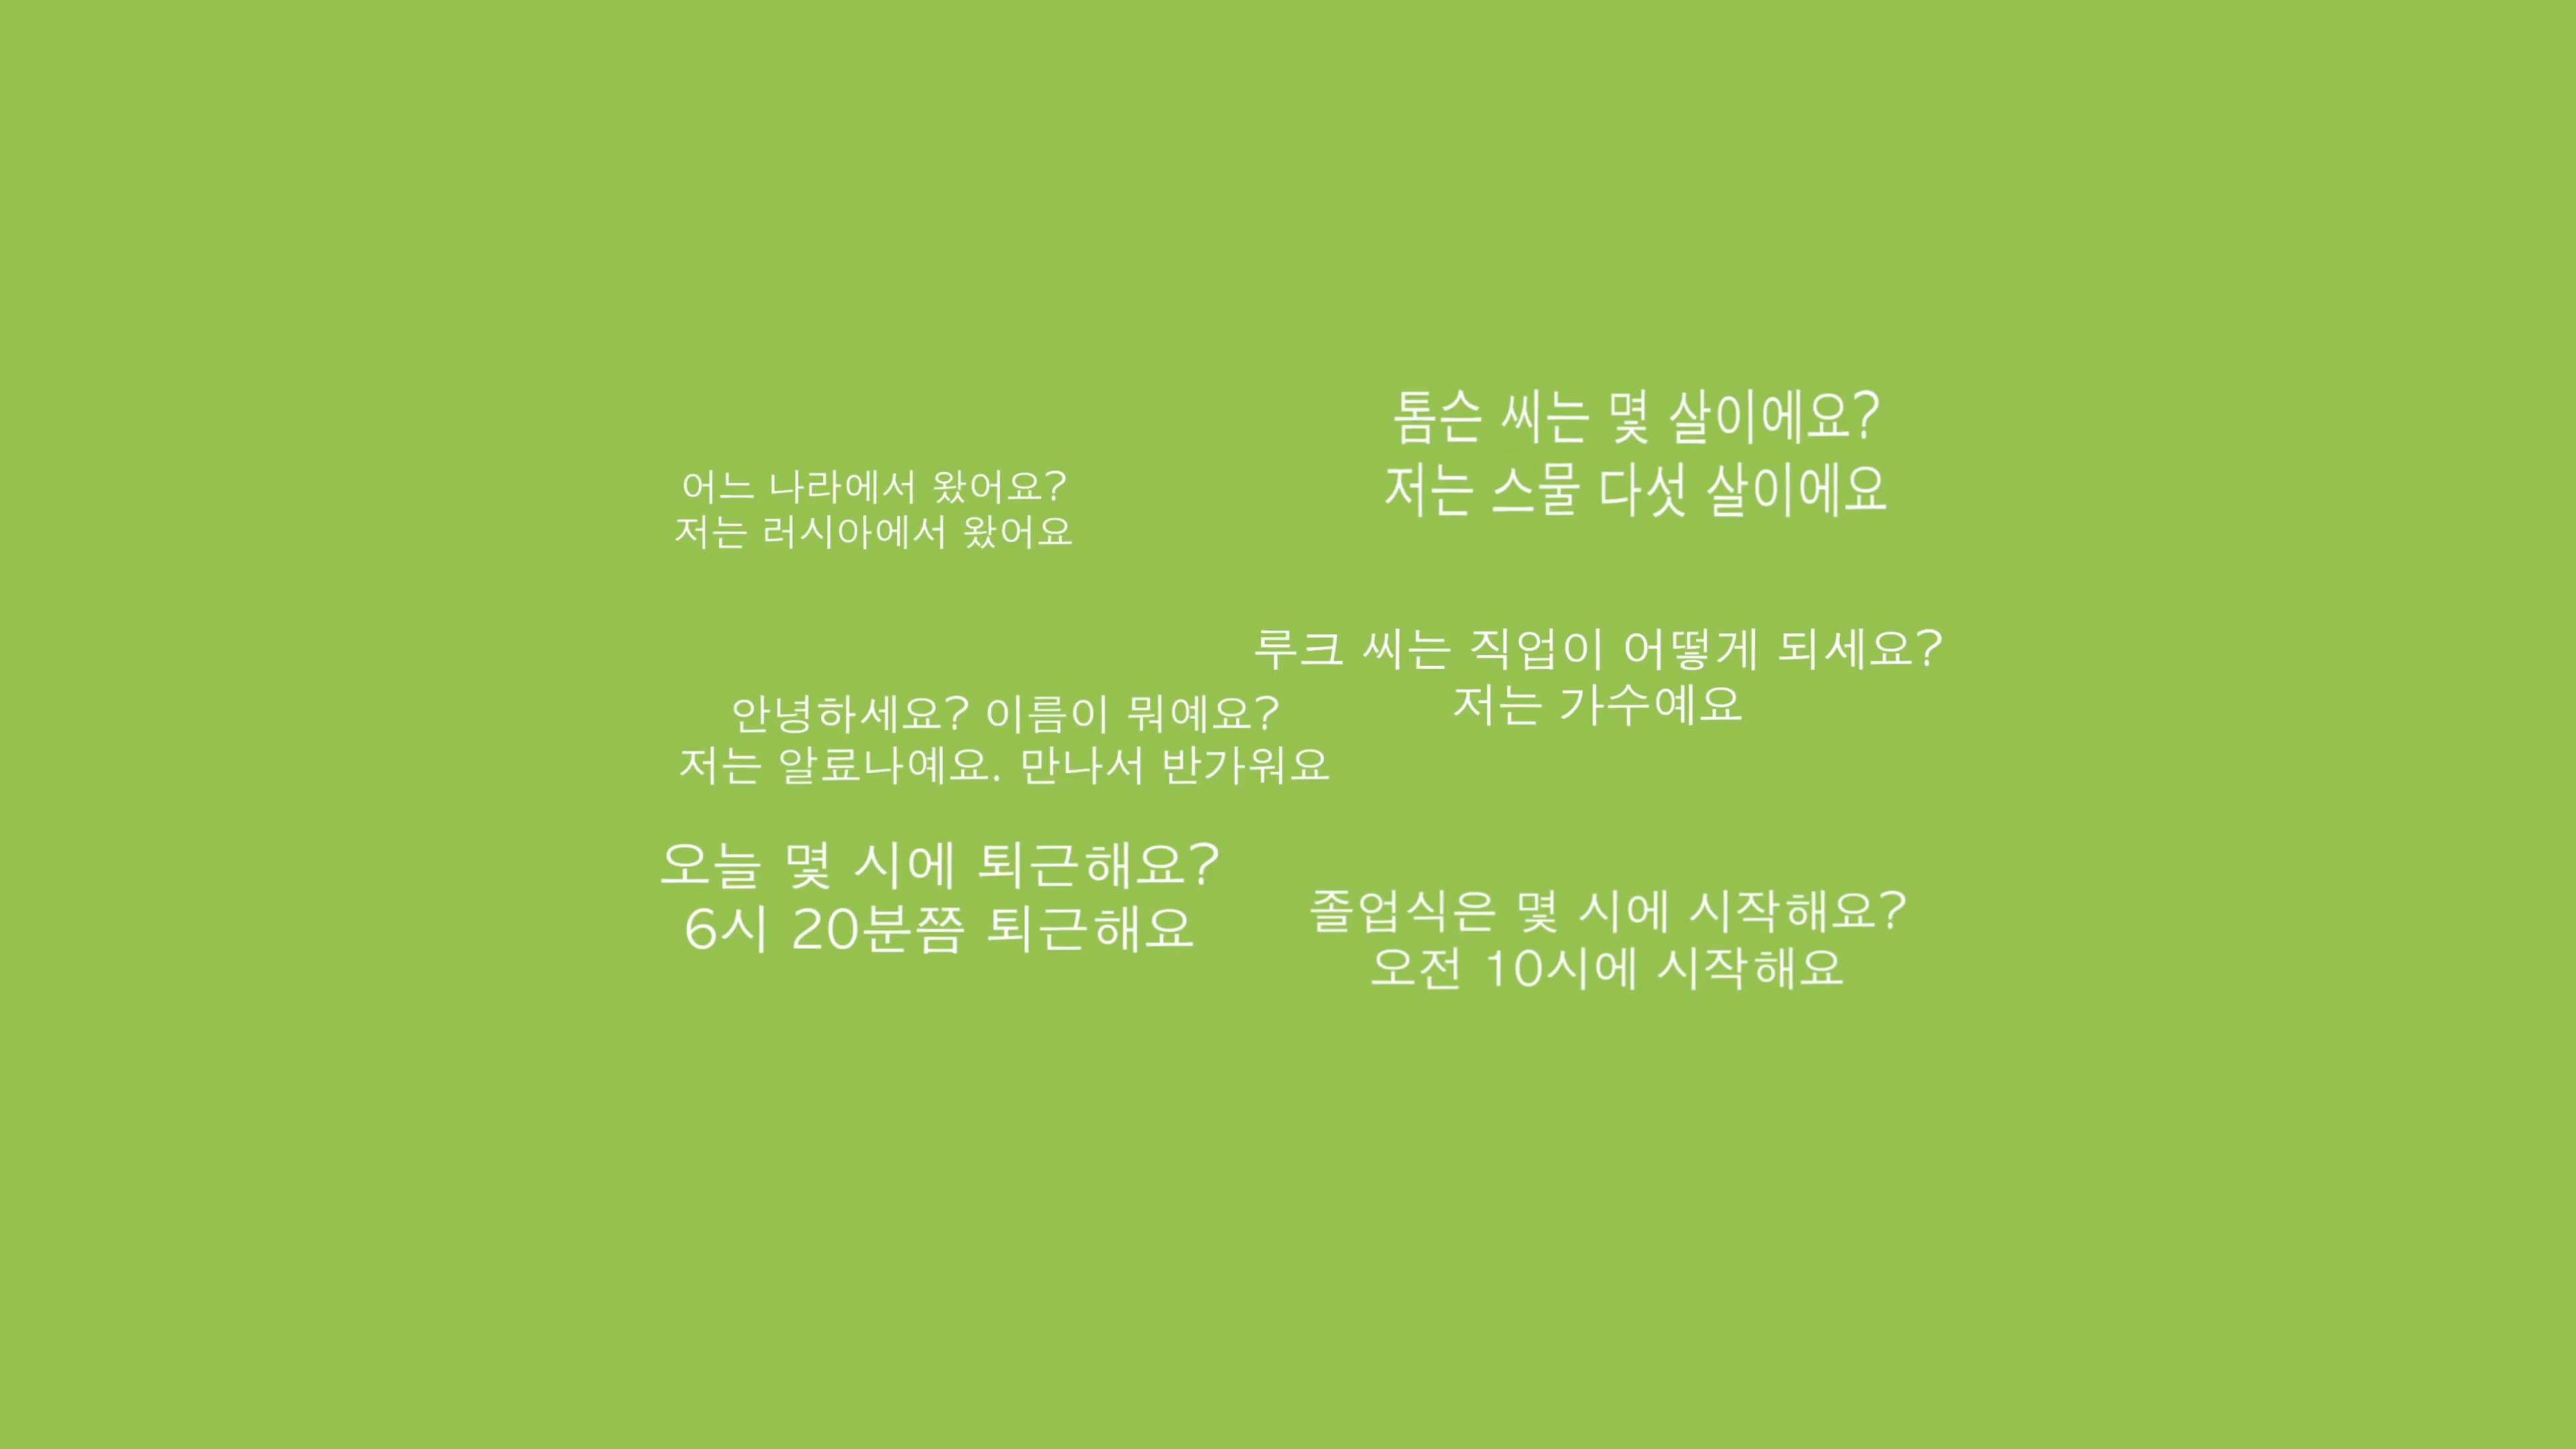 어느 나라에서 왔어요?
저는 러시아에서 왔어요
톰슨 씨는 몇 살이에요?
저는 스물 다섯 살이에요
안녕하세요? 이름이 뭐예요?
저는 알료나예요. 만나서 반가워요
루크 씨는 직업이 어떻게 되세요?
저는 가수예요
오늘 몇 시에 퇴근해요?
6시 20분쯤 퇴근해요
졸업식은 몇 시에 시작해요?
오전 10시에 시작해요